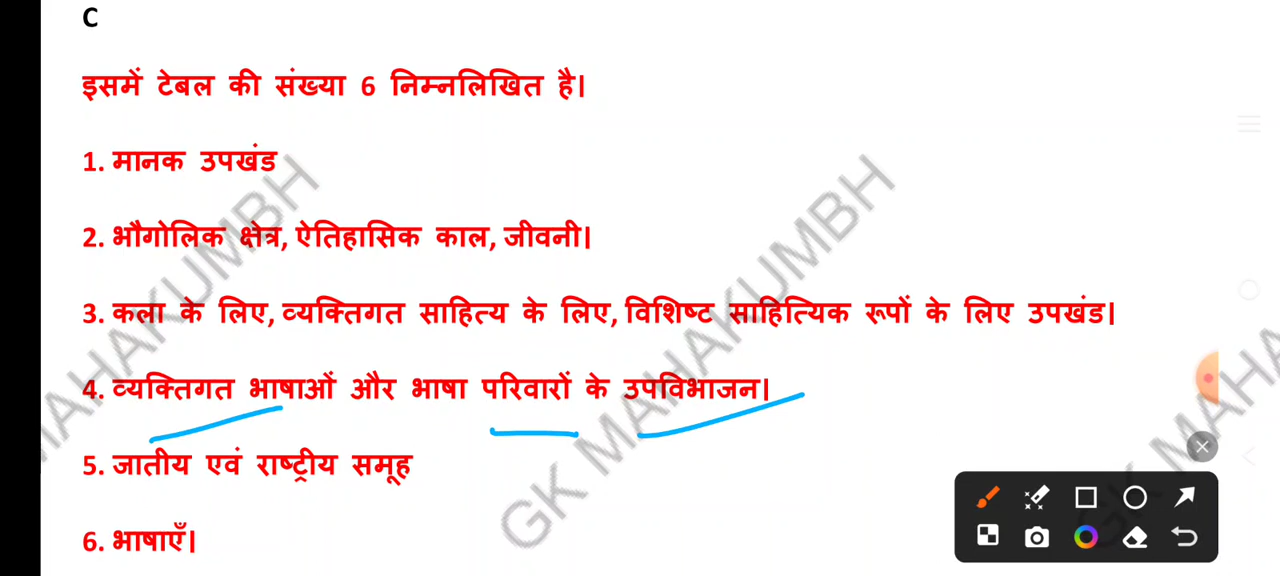 C
इसमें टेबल की संख्या 6 निम्नलिखित है।
1. मानक उपखंड
2. भौगोलिक क्षेत्र, ऐतिहासिक काल, जीवनी।
3. कला के लिए, व्यक्तिगत साहित्य के लिए, विशिष्ट साहित्यिक रूपों के लिए उपखंड।
4. व्यक्तिगत भाषाओं और भाषा परिवारों के उपविभाजन।
5. जातीय एवं राष्ट्रीय समूह
6. भाषाएँ।
GK MAHAKUMBH